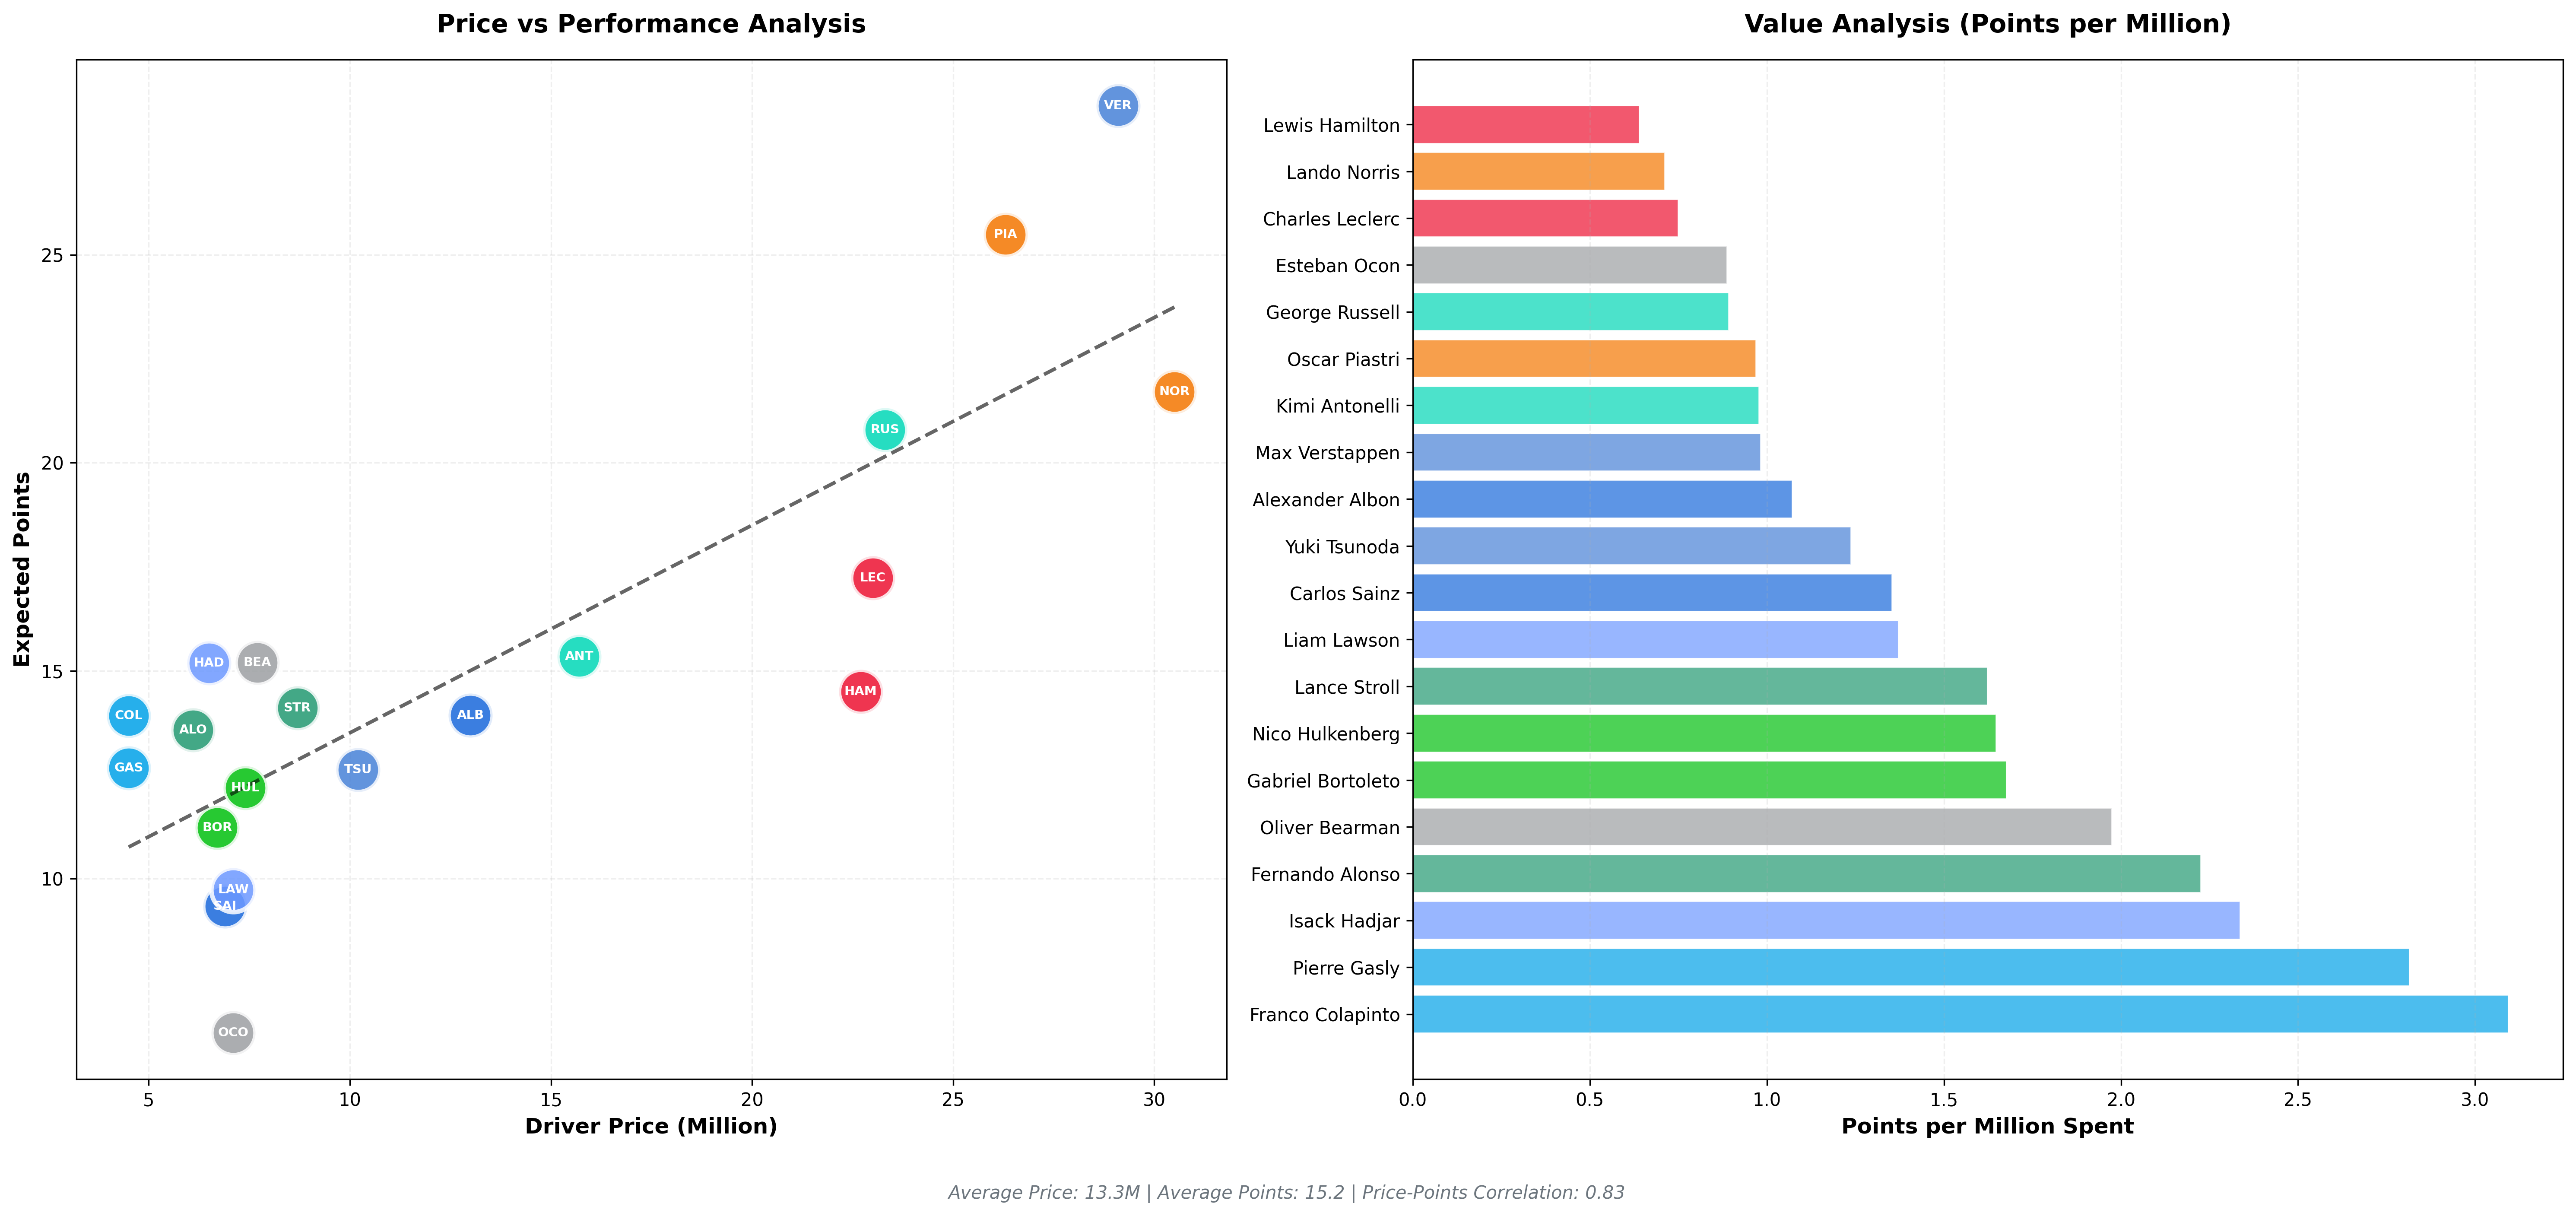 Price vs Performance Analysis
Expected Points
25
20
15
10
VER
PIA
NOR
RUS
LEC
ANT
HAM
HAD
BEA
COL
STR
ALB
ALO
GAS
TSU
HUL
BOR
LAW
SAI
OCO
5
10
15
20
25
30
Driver Price (Million)
Value Analysis (Points per Million)
Lewis Hamilton
Lando Norris
Charles Leclerc
Esteban Ocon
George Russell
Oscar Piastri
Kimi Antonelli
Max Verstappen
Alexander Albon
Yuki Tsunoda
Carlos Sainz
Liam Lawson
Lance Stroll
Nico Hulkenberg
Gabriel Bortoleto
Oliver Bearman
Fernando Alonso
Isack Hadjar
Pierre Gasly
Franco Colapinto
0.0
0.5
1.0
1.5
2.0
2.5
3.0
Points per Million Spent
Average Price: 13.3M | Average Points: 15.2 | Price-Points Correlation: 0.83